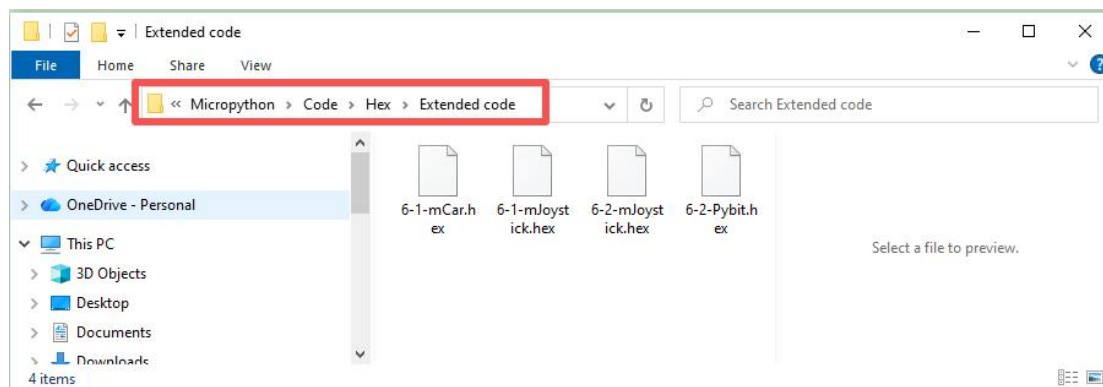 Extended code
File Home Share View
« Micropython › Code › Hex › Extended code
Search Extended code
Quick access
OneDrive - Personal
This PC
3D Objects
Desktop
Documents
Downloads
6-1-mCar.h
ex
6-1-mJoyst
ick.hex
6-2-mJoyst
ick.hex
6-2-Pybit.h
ex
Select a file to preview.
4 items